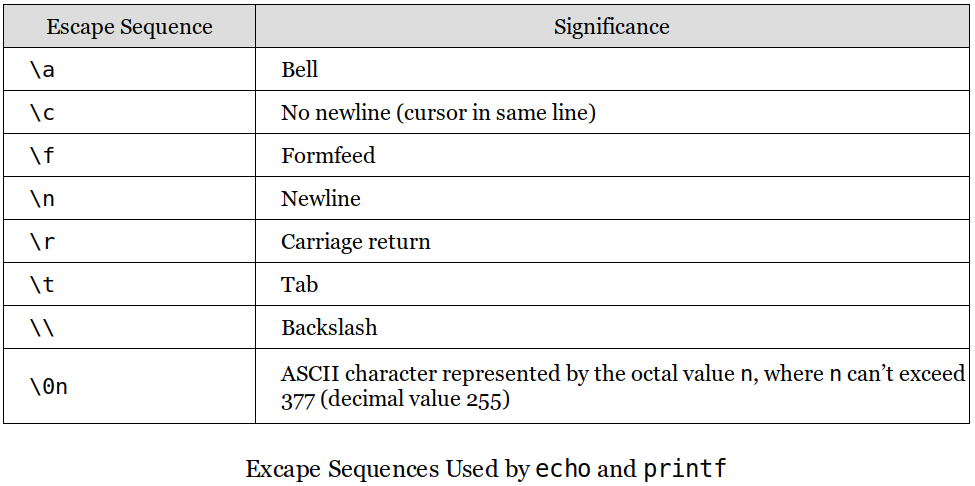 Escape Sequence Significance
\a Bell
\c No newline (cursor in same line)
\f Formfeed
\n Newline
\r Carriage return
\t Tab
\\ Backslash
\0n ASCII character represented by the octal value n, where n can’t exceed
377 (decimal value 255)
Excape Sequences Used by echo and printf